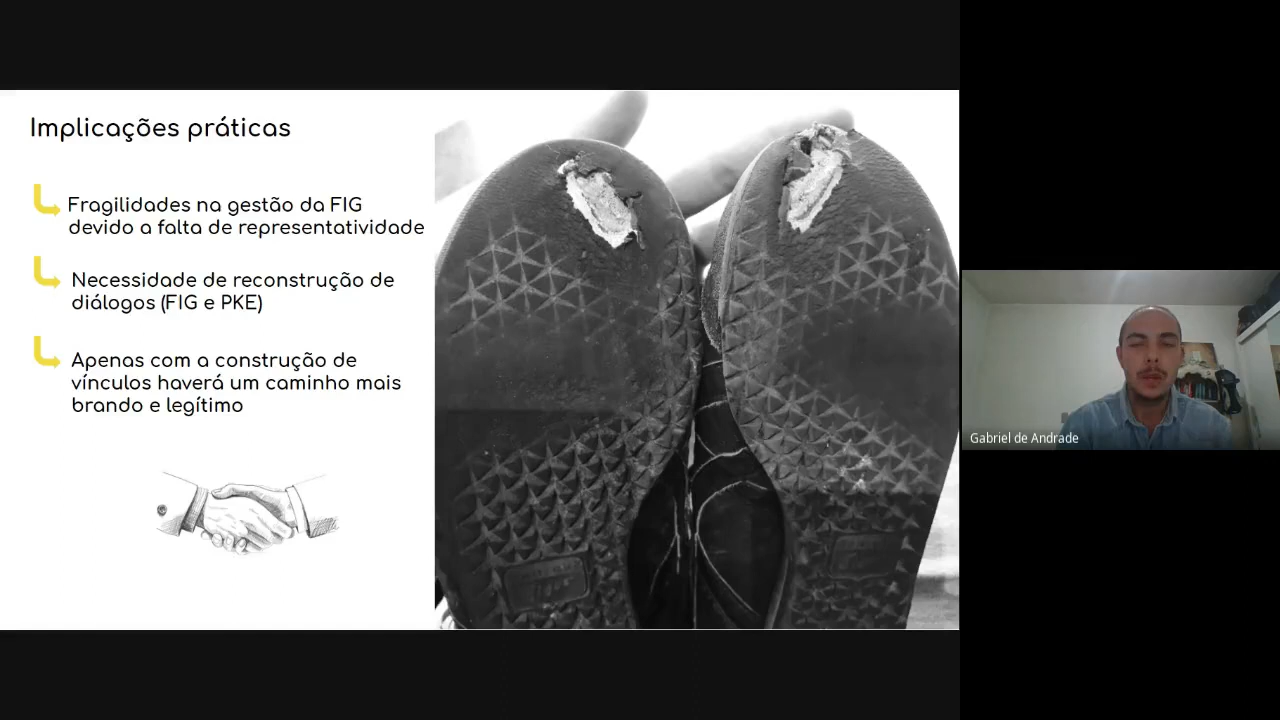 Implicações práticas
Fragilidades na gestão da FIG
devido a falta de representatividade
Necessidade de reconstrução de
diálogos (FIG e PKE)
Apenas com a construção de
vínculos haverá um caminho mais
brando e legítimo
Gabriel de Andrade